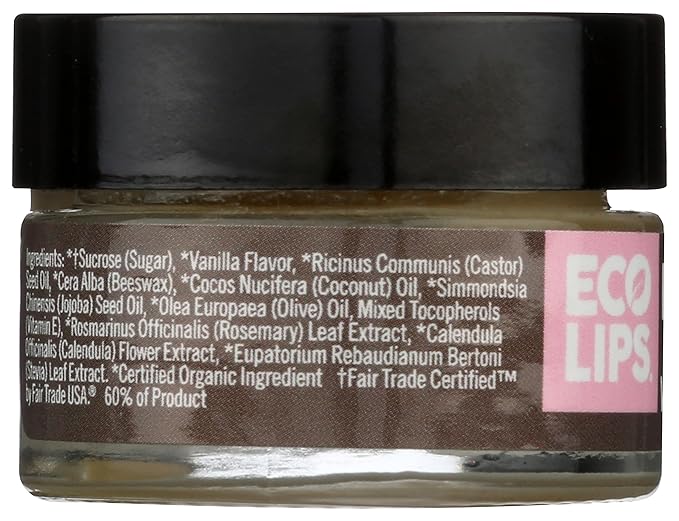 Ingredients: *†Sucrose (Sugar), *Vanilla Flavor, *Ricinus Communis (Castor)
Seed Oil, *Cera Alba (Beeswax), *Cocos Nucifera (Coconut) Oil, *Simmondsia
Chinensis (Jojoba) Seed Oil, *Olea Europaea (Olive) Oil, Mixed Tocopherols
(Vitamin E), *Rosmarinus Officinalis (Rosemary) Leaf Extract, *Calendula
Officinalis (Calendula) Flower Extract, *Eupatorium Rebaudianum Bertoni
(Stevia) Leaf Extract. *Certified Organic Ingredient †Fair Trade Certified™
by Fair Trade USA.® 60% of Product
ECO
LIPS.